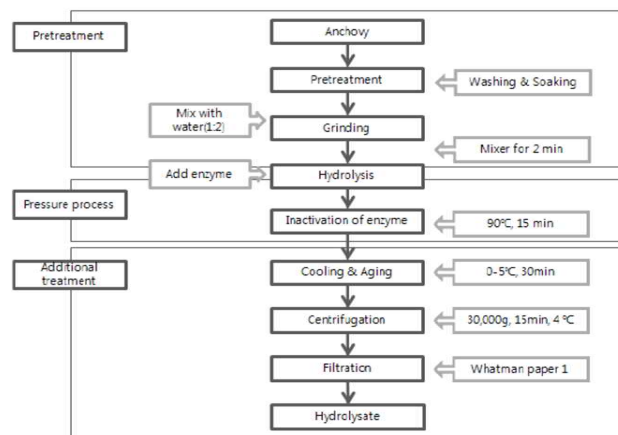 Pretreatment
Anchovy
Pretreatment
Washing & Soaking
Mix with
water(1:2)
Grinding
Mixer for 2 min
Add enzyme
Hydrolysis
Pressure process
Inactivation of enzyme
90℃, 15 min
Additional
treatment
Cooling & Aging
0-5℃, 30min
Centrifugation
30,000g, 15min, 4 ℃
Filtration
Whatman paper 1
Hydrolysate